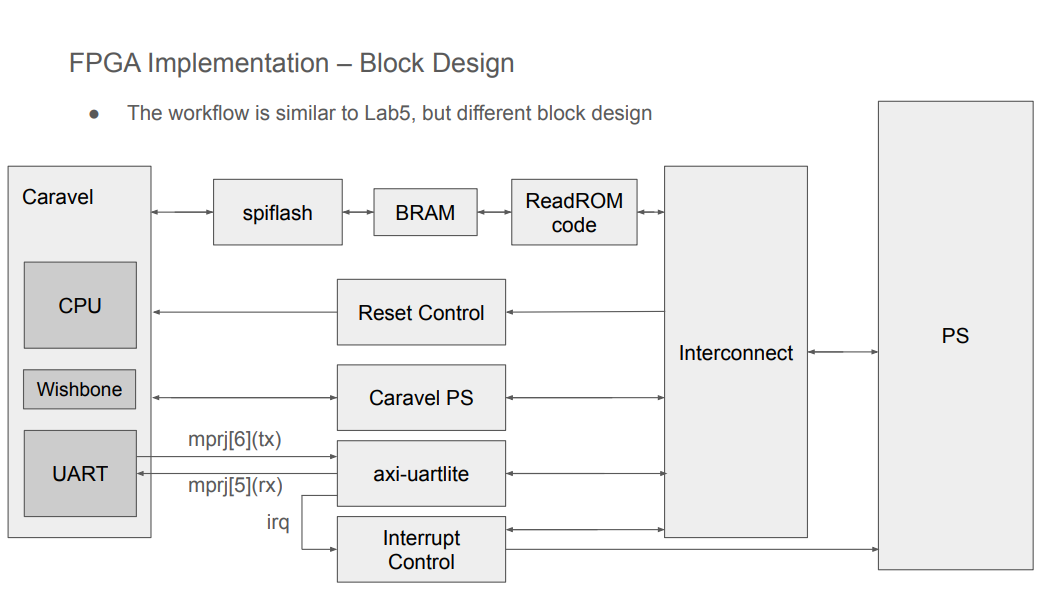 FPGA Implementation – Block Design
● The workflow is similar to Lab5, but different block design
Caravel
spiflash
BRAM
ReadROM
code
CPU
Reset Control
Interconnect
PS
Wishbone
Caravel PS
mprj[6](tx)
UART
axi-uartlite
mprj[5](rx)
irq
Interrupt
Control